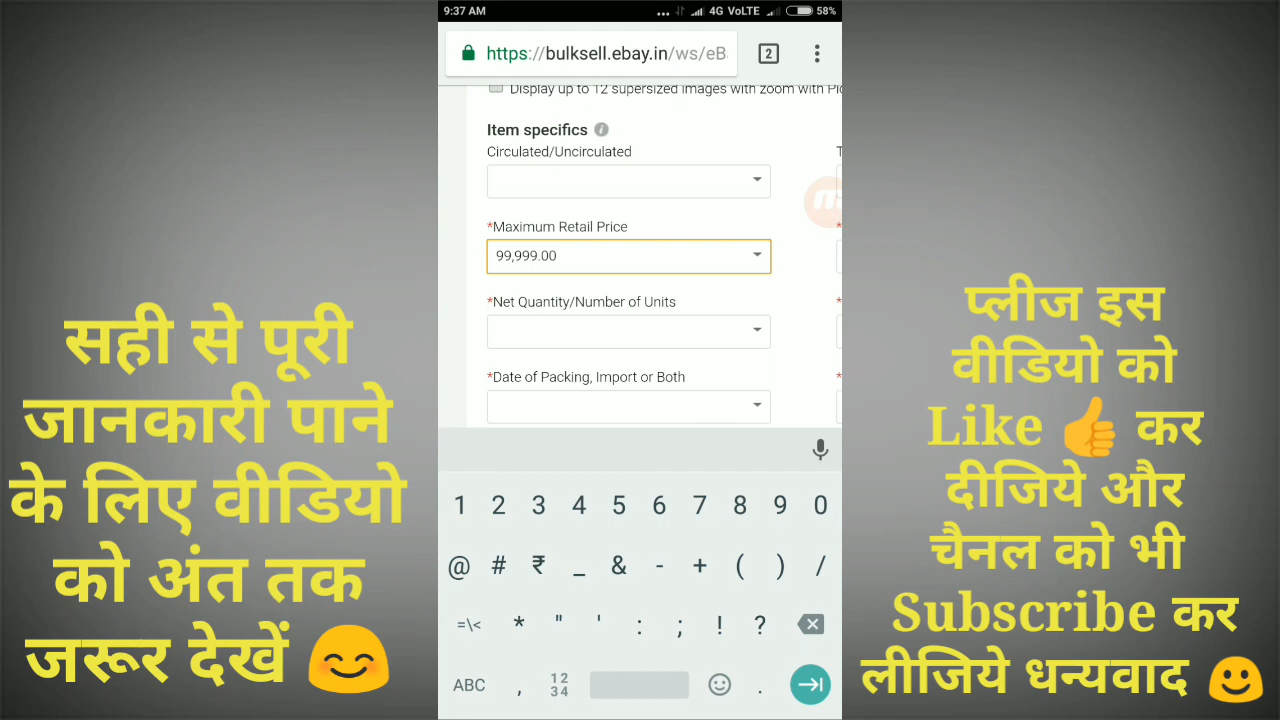 सही से पूरी
जानकारी पाने
के लिए वीडियो
को अंत तक
जरूर देखें 😊
9:37 AM
4G VoLTE 58%
https://bulksell.ebay.in/ws/eB
2
Display up to 12 supersized images with zoom with Pic
Item specifics
Circulated/Uncirculated
T
*Maximum Retail Price
*
99,999.00
*Net Quantity/Number of Units
*
*Date of Packing, Import or Both
*
1 2 3 4 5 6 7 8 9 0
@ # ₹ _ & - + ( ) /
=\< * " ' : ; ! ?
ABC , 12 34 .
प्लीज इस
वीडियो को
Like 👍 कर
दीजिये और
चैनल को भी
Subscribe कर
लीजिये धन्यवाद 🙂